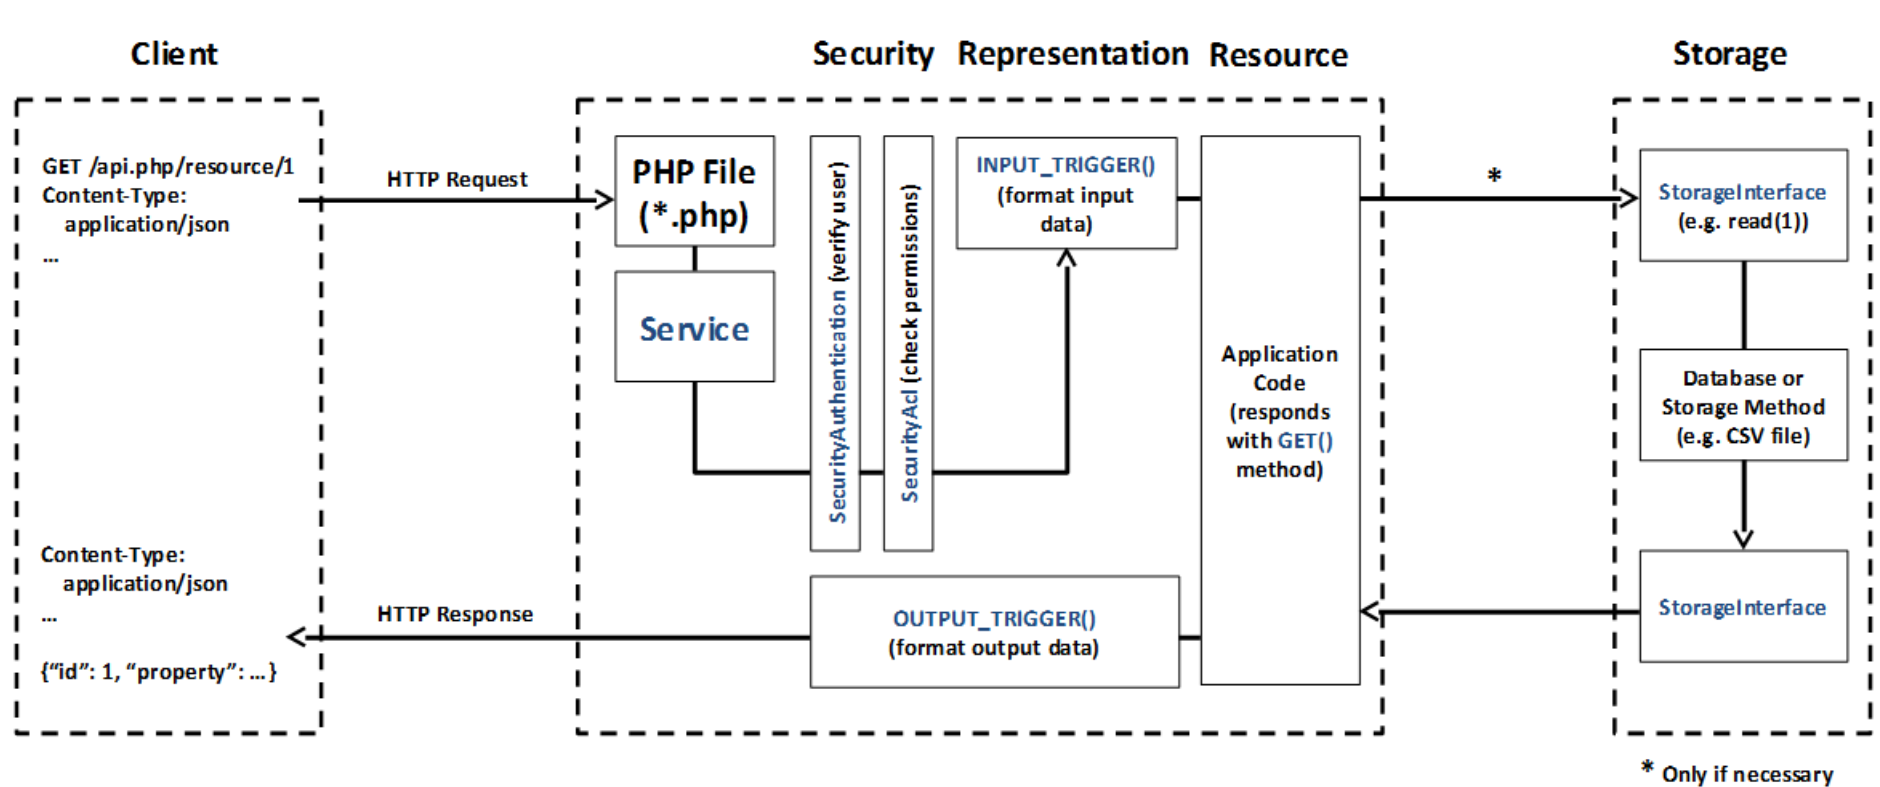 Client
Security
Representation
Resource
Storage
GET /api.php/resource/1
Content-Type:
application/json
...
HTTP Request
PHP File
(*.php)
Service
SecurityAuthentication (verify user)
SecurityAcl (check permissions)
INPUT_TRIGGER()
(format input
data)
Application
Code
(responds
with GET()
method)
*
StorageInterface
(e.g. read(1))
Database or
Storage Method
(e.g. CSV file)
StorageInterface
OUTPUT_TRIGGER()
(format output data)
HTTP Response
Content-Type:
application/json
...
{“id”: 1, “property”: ...}
* Only if necessary